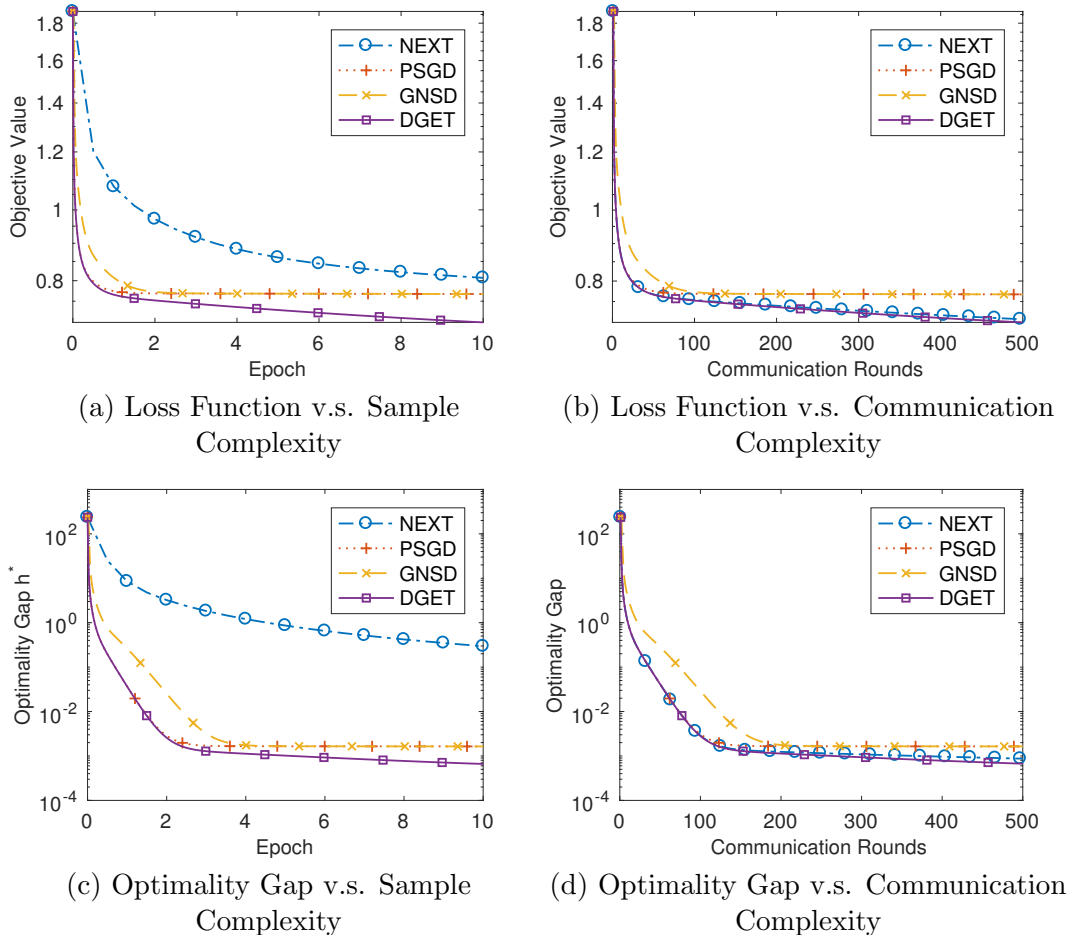 1.8
1.6
1.4
1.2
1
0.8
Objective Value
NEXT
PSGD
GNSD
DGET
0 2 4 6 8 10
Epoch
(a) Loss Function v.s. Sample
Complexity
1.8
1.6
1.4
1.2
1
0.8
Objective Value
NEXT
PSGD
GNSD
DGET
0 100 200 300 400 500
Communication Rounds
(b) Loss Function v.s. Communication
Complexity
10^2
10^0
10^-2
10^-4
Optimality Gap h^*
NEXT
PSGD
GNSD
DGET
0 2 4 6 8 10
Epoch
(c) Optimality Gap v.s. Sample
Complexity
10^2
10^0
10^-2
10^-4
Optimality Gap
NEXT
PSGD
GNSD
DGET
0 100 200 300 400 500
Communication Rounds
(d) Optimality Gap v.s. Communication
Complexity